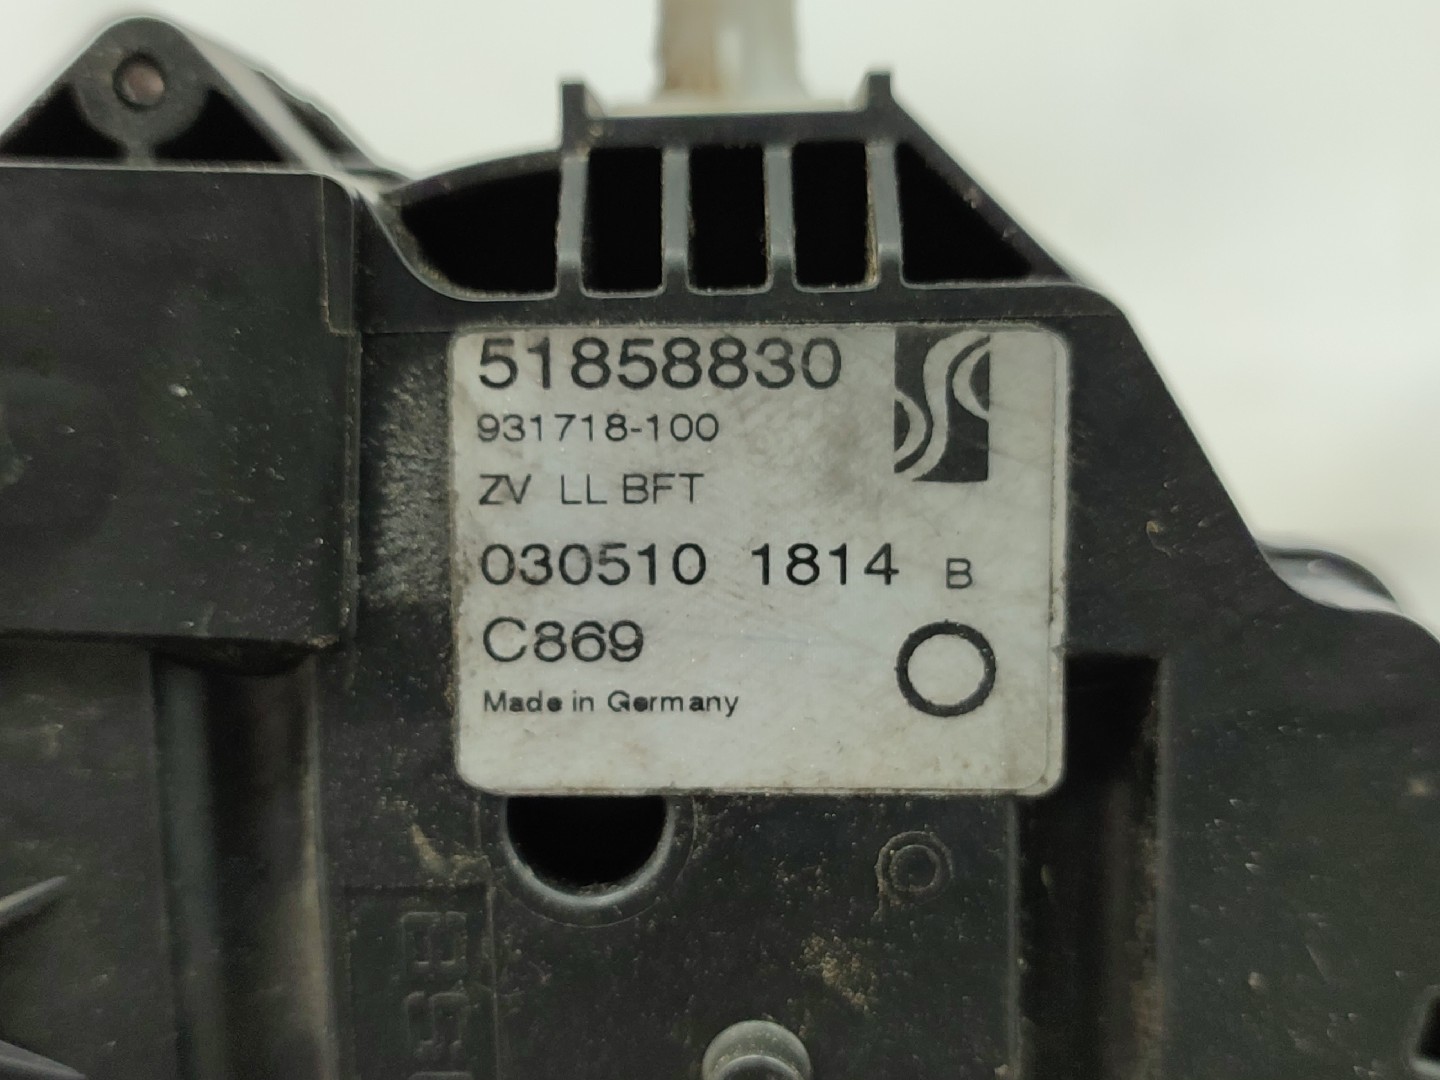 51858830
931718-100
ZV LL BFT
030510 1814 B
C869
Made in Germany